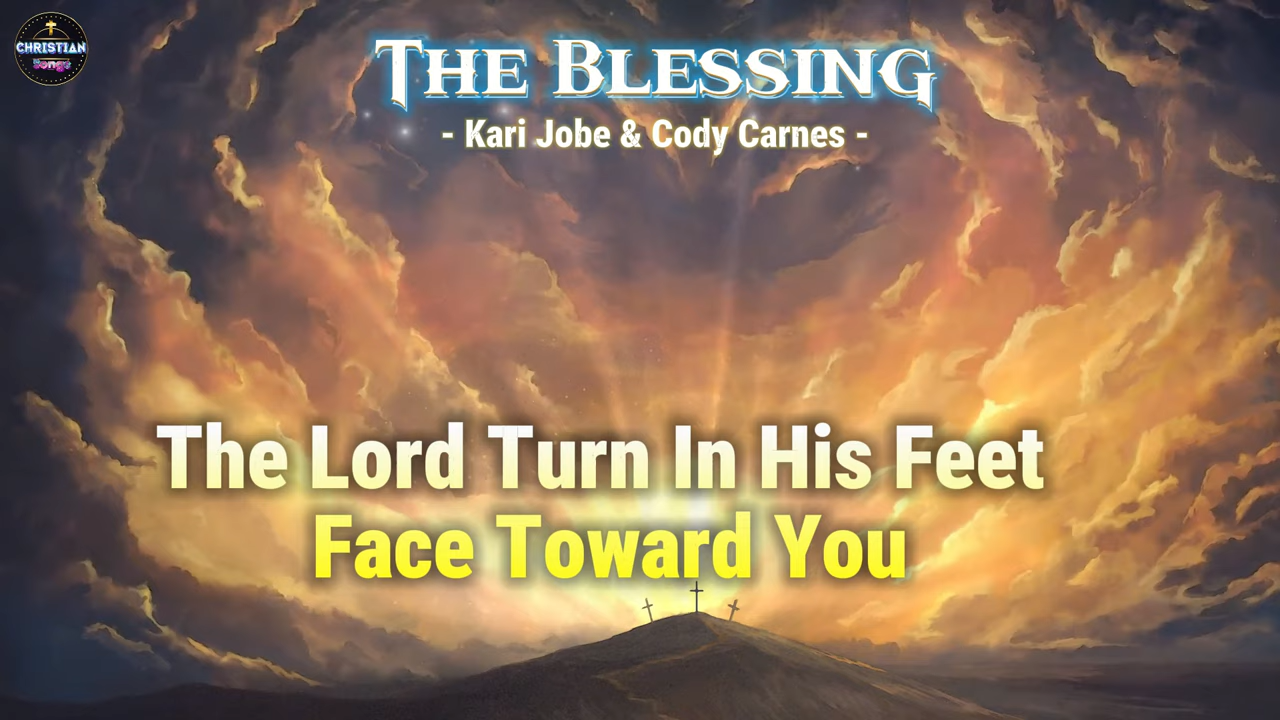 CHRISTIAN
Songs
THE BLESSING
- Kari Jobe & Cody Carnes -
The Lord Turn In His Feet
Face Toward You